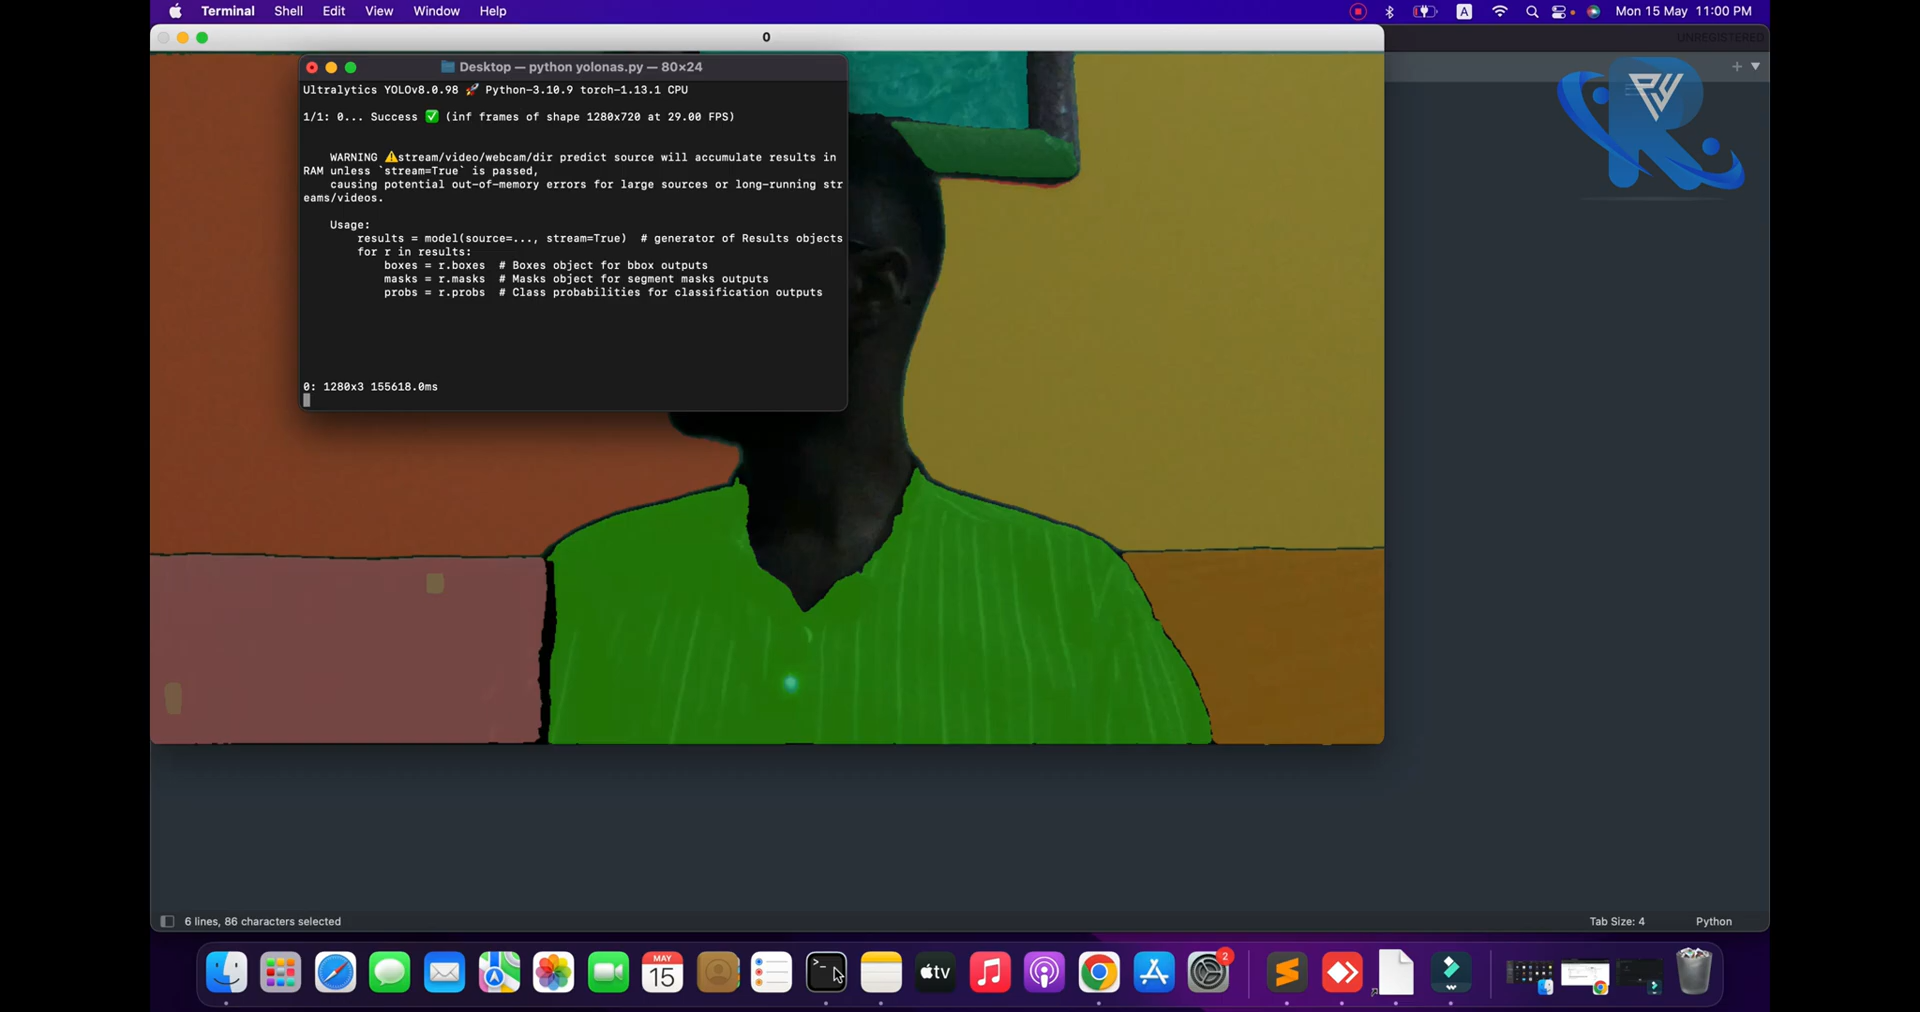 Terminal Shell Edit View Window Help A Mon 15 May 11:00 PM
0
UNREGISTERED
Desktop — python yolonas.py — 80×24
Ultralytics YOLOv8.0.98 🚀 Python-3.10.9 torch-1.13.1 CPU
1/1: 0... Success ✅ (inf frames of shape 1280x720 at 29.00 FPS)
WARNING ⚠️stream/video/webcam/dir predict source will accumulate results in
RAM unless `stream=True` is passed,
causing potential out-of-memory errors for large sources or long-running str
eams/videos.
Usage:
results = model(source=..., stream=True)  # generator of Results objects
for r in results:
boxes = r.boxes  # Boxes object for bbox outputs
masks = r.masks  # Masks object for segment masks outputs
probs = r.probs  # Class probabilities for classification outputs
0: 1280x3 155618.0ms
6 lines, 86 characters selected
Tab Size: 4 Python
MAY
15
tv
2